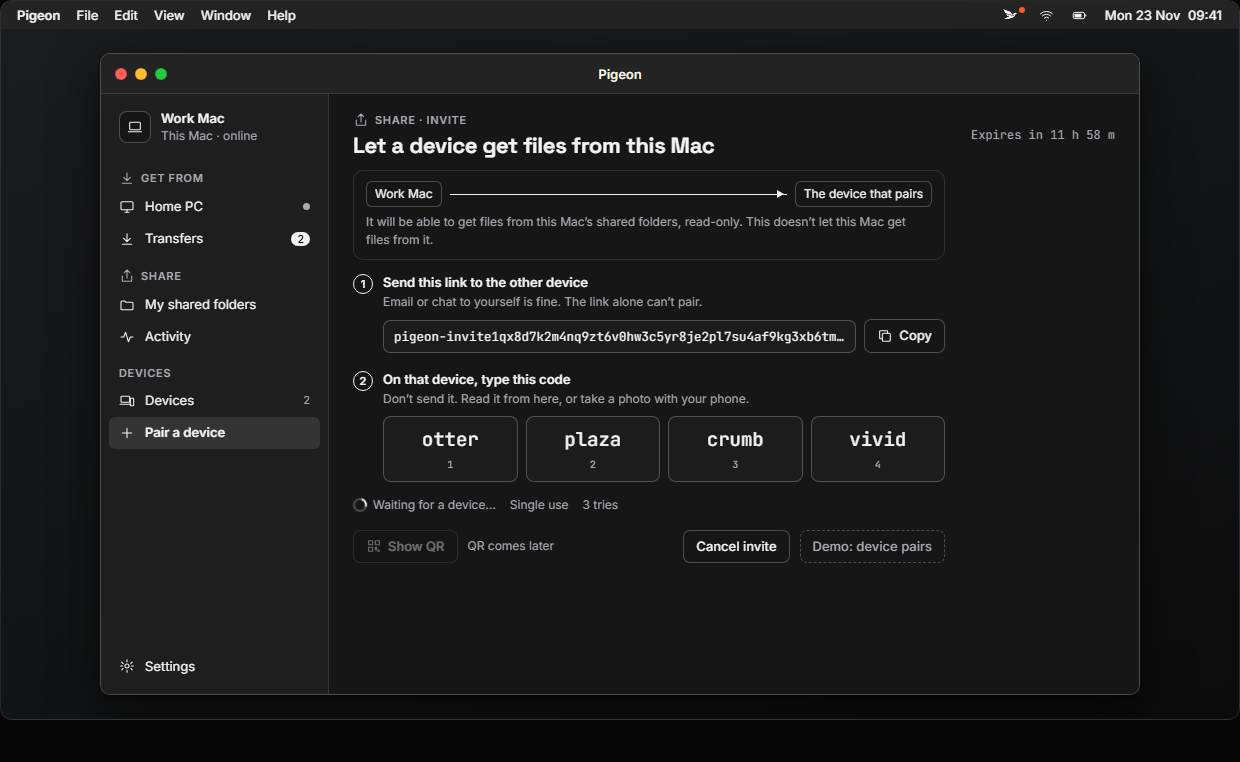 Pigeon File Edit View Window Help Mon 23 Nov 09:41
Pigeon
Work Mac
This Mac · online
GET FROM
Home PC
Transfers 2
SHARE
My shared folders
Activity
DEVICES
Devices 2
Pair a device
Settings
SHARE · INVITE
Let a device get files from this Mac
Expires in 11 h 58 m
Work Mac The device that pairs
It will be able to get files from this Mac’s shared folders, read-only. This doesn’t let this Mac get
files from it.
1 Send this link to the other device
Email or chat to yourself is fine. The link alone can’t pair.
pigeon-invite1qx8d7k2m4nq9zt6v0hw3c5yr8je2pl7su4af9kg3xb6tm… Copy
2 On that device, type this code
Don’t send it. Read it from here, or take a photo with your phone.
otter plaza crumb vivid
1 2 3 4
Waiting for a device… Single use 3 tries
Show QR QR comes later Cancel invite Demo: device pairs